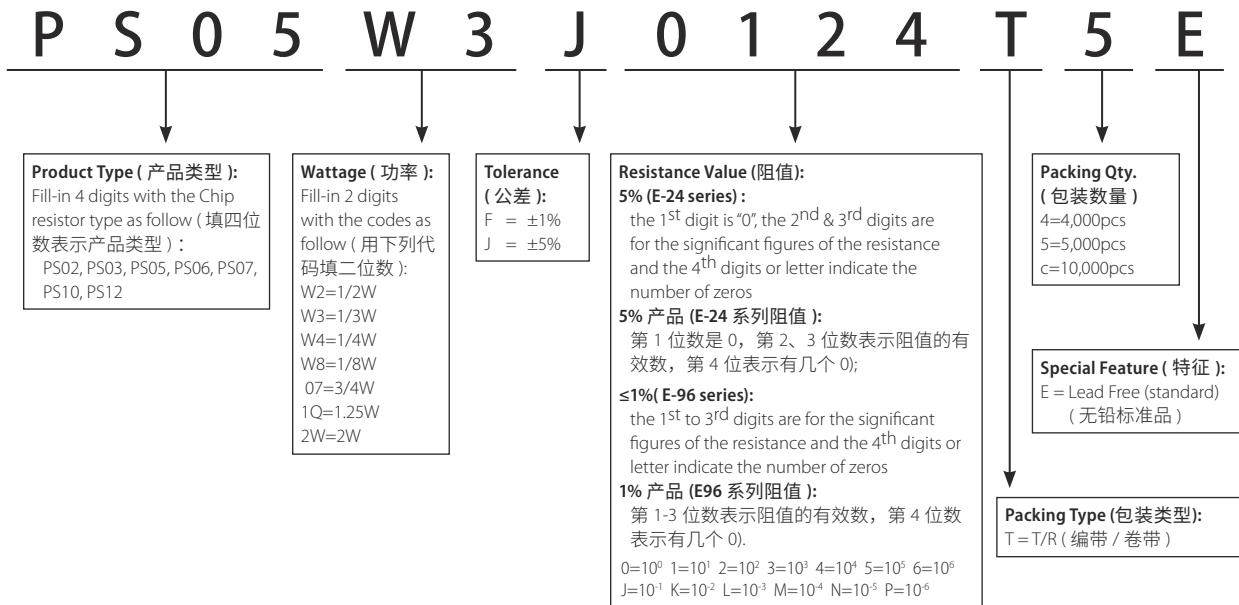 P S 0 5 W 3 J 0 1 2 4 T 5 E
Product Type ( 产品类型 ):
Fill-in 4 digits with the Chip
resistor type as follow ( 填四位
数表示产品类型 ) :
PS02, PS03, PS05, PS06, PS07,
PS10, PS12
Wattage ( 功率 ):
Fill-in 2 digits
with the codes as
follow ( 用下列代
码填二位数 ):
W2=1/2W
W3=1/3W
W4=1/4W
W8=1/8W
07=3/4W
1Q=1.25W
2W=2W
Tolerance
( 公差 ):
F = ±1%
J = ±5%
Resistance Value (阻值):
5% (E-24 series) :
the 1st digit is “0”, the 2nd & 3rd digits are
for the significant figures of the resistance
and the 4th digits or letter indicate the
number of zeros
5% 产品 (E-24 系列阻值 ):
第 1 位数是 0，第 2、3 位数表示阻值的有
效数，第 4 位表示有几个 0);
≤1%( E-96 series):
the 1st to 3rd digits are for the significant
figures of the resistance and the 4th digits or
letter indicate the number of zeros
1% 产品 (E96 系列阻值 ):
第 1-3 位数表示阻值的有效数，第 4 位数
表示有几个 0).
0=10⁰ 1=10¹ 2=10² 3=10³ 4=10⁴ 5=10⁵ 6=10⁶
J=10⁻¹ K=10⁻² L=10⁻³ M=10⁻⁴ N=10⁻⁵ P=10⁻⁶
Packing Qty.
( 包装数量 )
4=4,000pcs
5=5,000pcs
c=10,000pcs
Special Feature ( 特征 ):
E = Lead Free (standard)
( 无铅标准品 )
Packing Type (包装类型):
T = T/R ( 编带 / 卷带 )